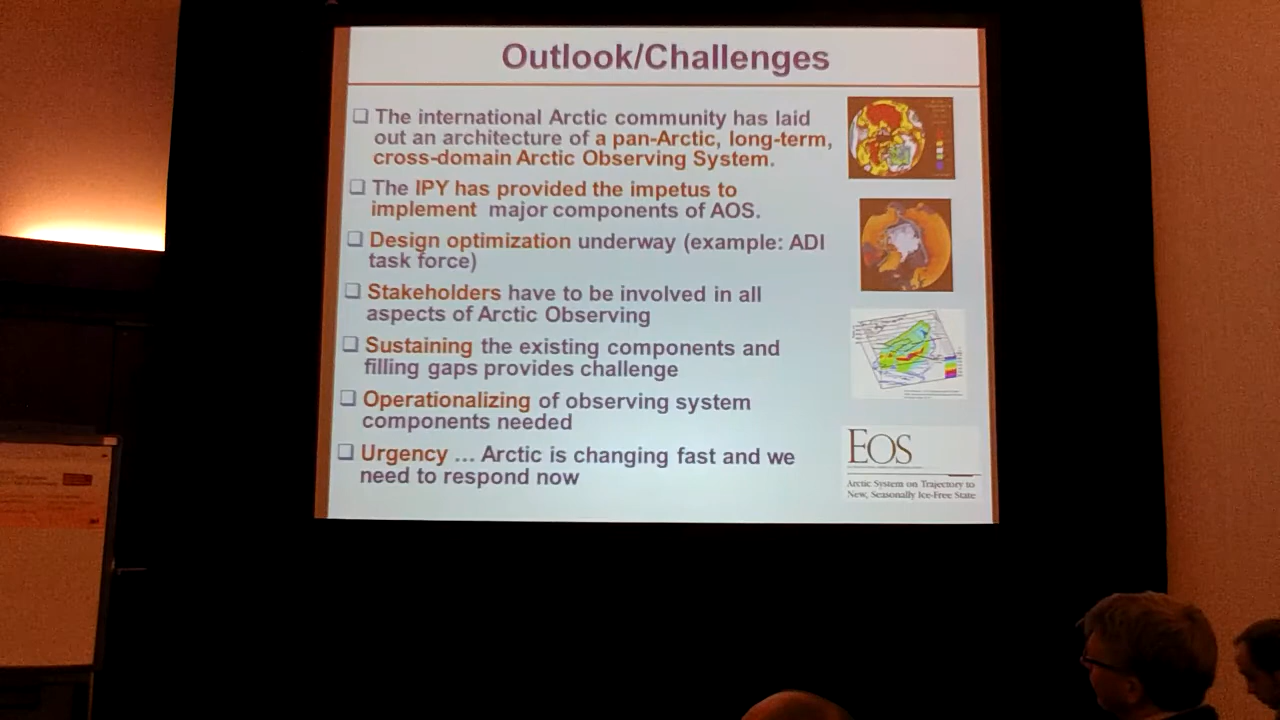 Outlook/Challenges
The international Arctic community has laid
out an architecture of a pan-Arctic, long-term,
cross-domain Arctic Observing System.
The IPY has provided the impetus to
implement major components of AOS.
Design optimization underway (example: ADI
task force)
Stakeholders have to be involved in all
aspects of Arctic Observing
Sustaining the existing components and
filling gaps provides challenge
Operationalizing of observing system
components needed
Urgency ... Arctic is changing fast and we
need to respond now
EOS
Arctic System on Trajectory to
New, Seasonally Ice-Free State